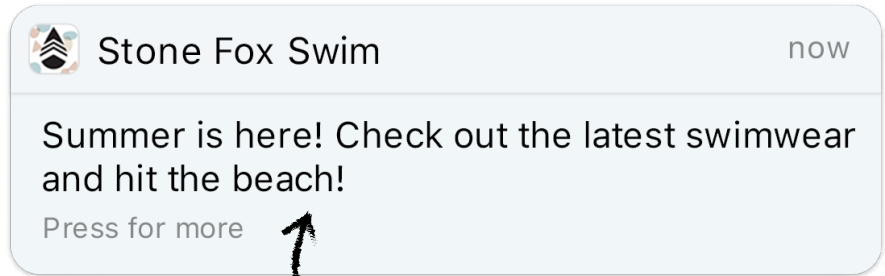 Stone Fox Swim
now
Summer is here! Check out the latest swimwear
and hit the beach!
Press for more